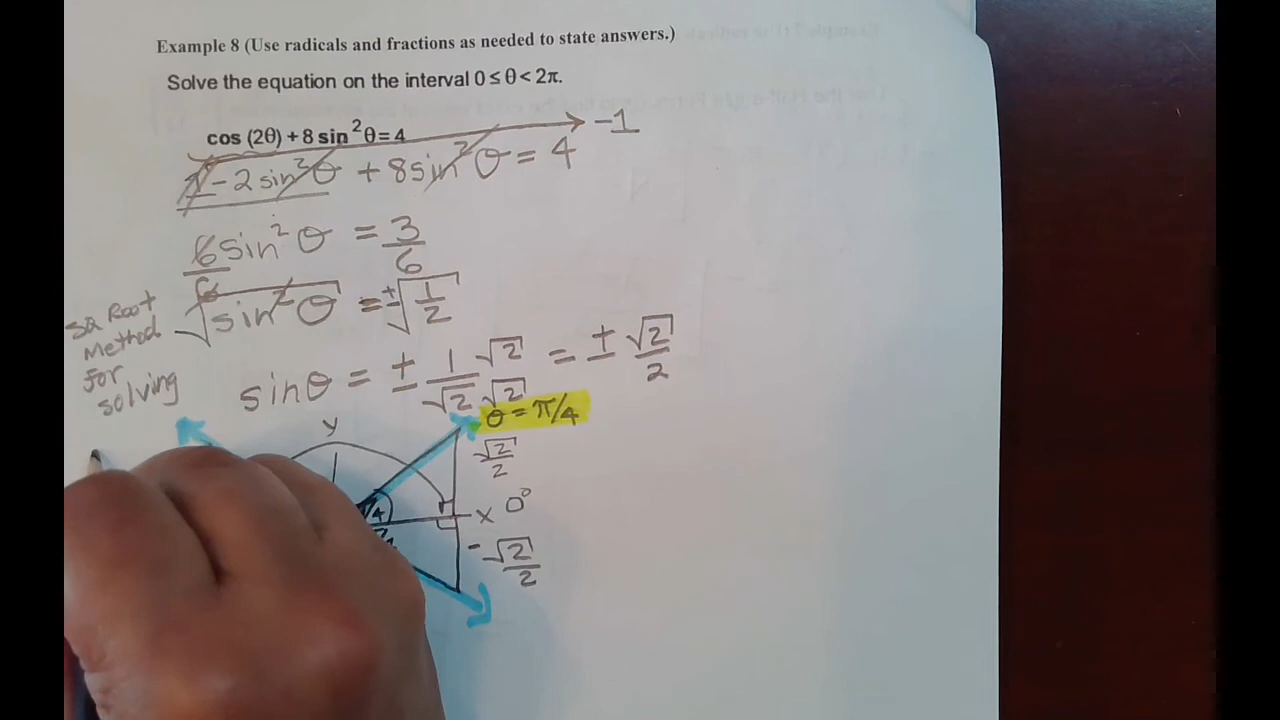 Example 8 (Use radicals and fractions as needed to state answers.)
Solve the equation on the interval 0 ≤ θ < 2π.
cos (2θ) + 8 sin²θ = 4
-1
1 - 2 sin²θ + 8 sin²θ = 4
6 sin²θ = 3
6 6
√sin²θ = ±√1/2
SQ Root
Method
For
solving
sinθ = ± 1/√2 √2/√2 = ± √2/2
θ = π/4
y
√2/2
x 0°
-√2/2